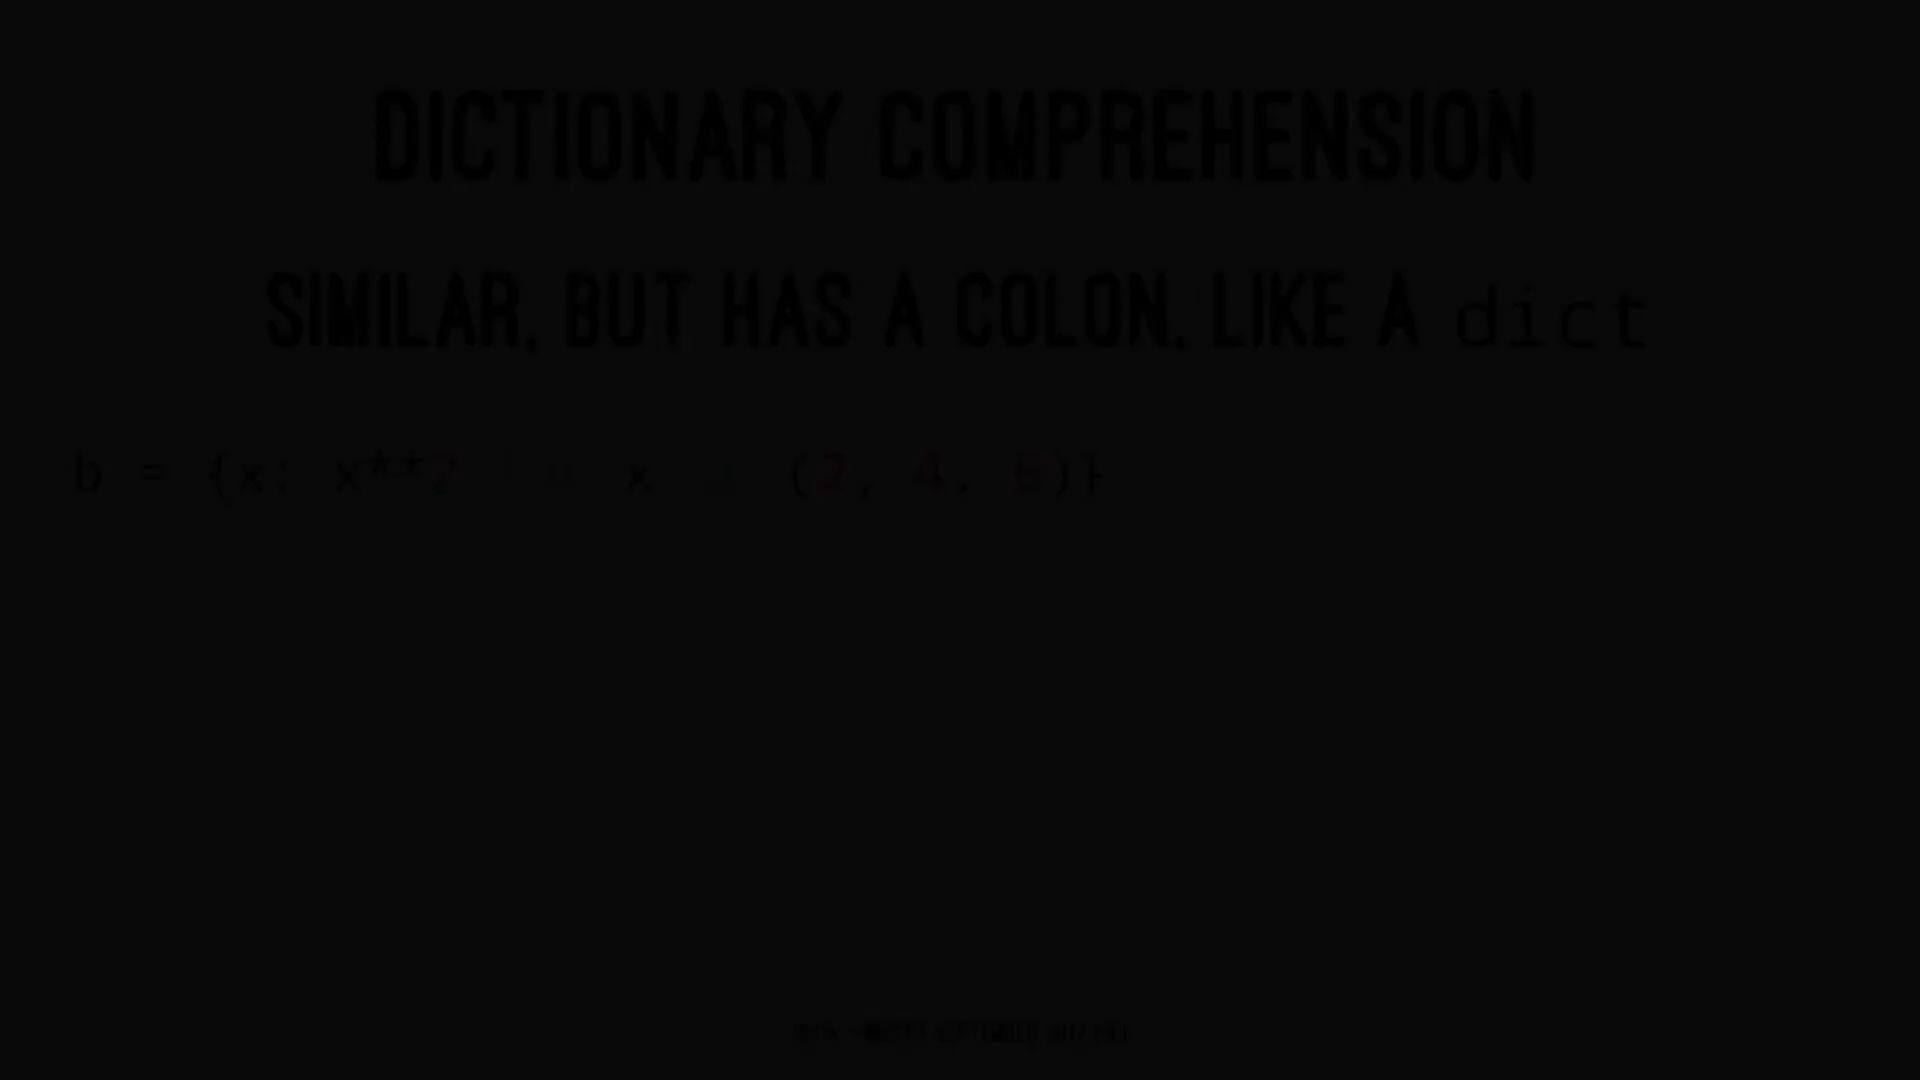 DICTIONARY COMPREHENSION
SIMILAR, BUT HAS A COLON, LIKE A dict
b = {x: x**2 x (2, 4, 6)}